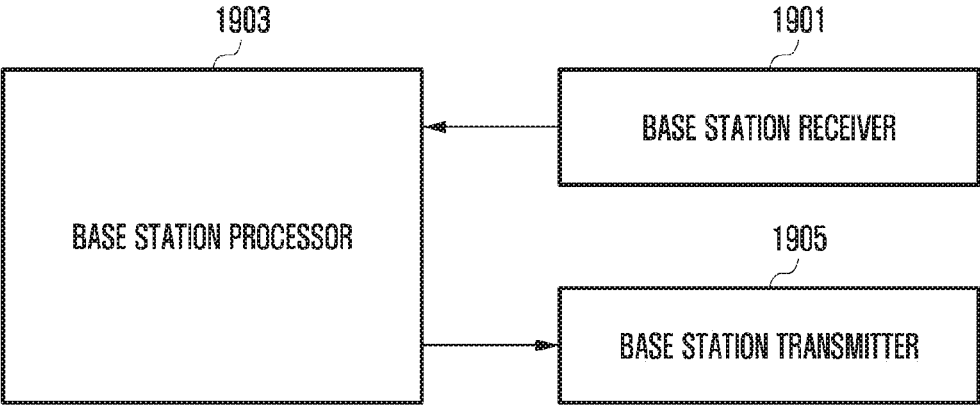 1903
1901
BASE STATION RECEIVER
BASE STATION PROCESSOR
1905
BASE STATION TRANSMITTER